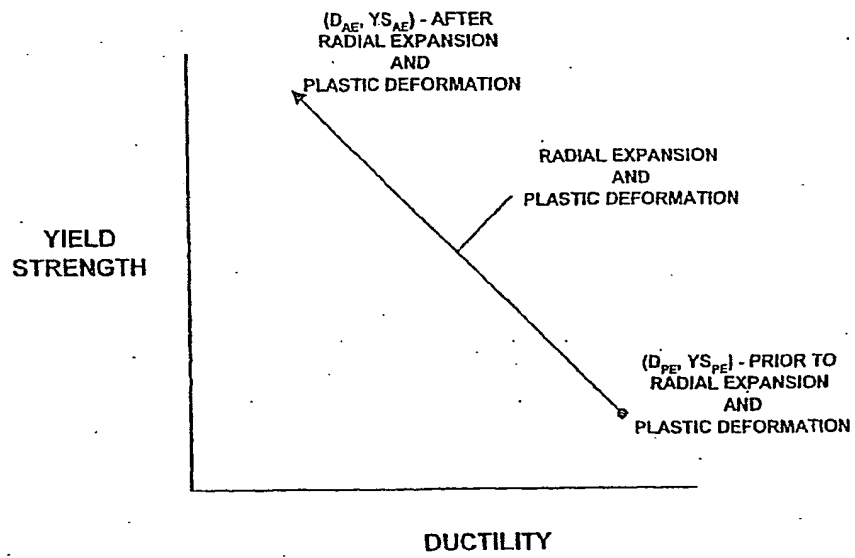 (D_AE, YS_AE) - AFTER
RADIAL EXPANSION
AND
PLASTIC DEFORMATION
RADIAL EXPANSION
AND
PLASTIC DEFORMATION
YIELD
STRENGTH
(D_PE, YS_PE) - PRIOR TO
RADIAL EXPANSION
AND
PLASTIC DEFORMATION
DUCTILITY